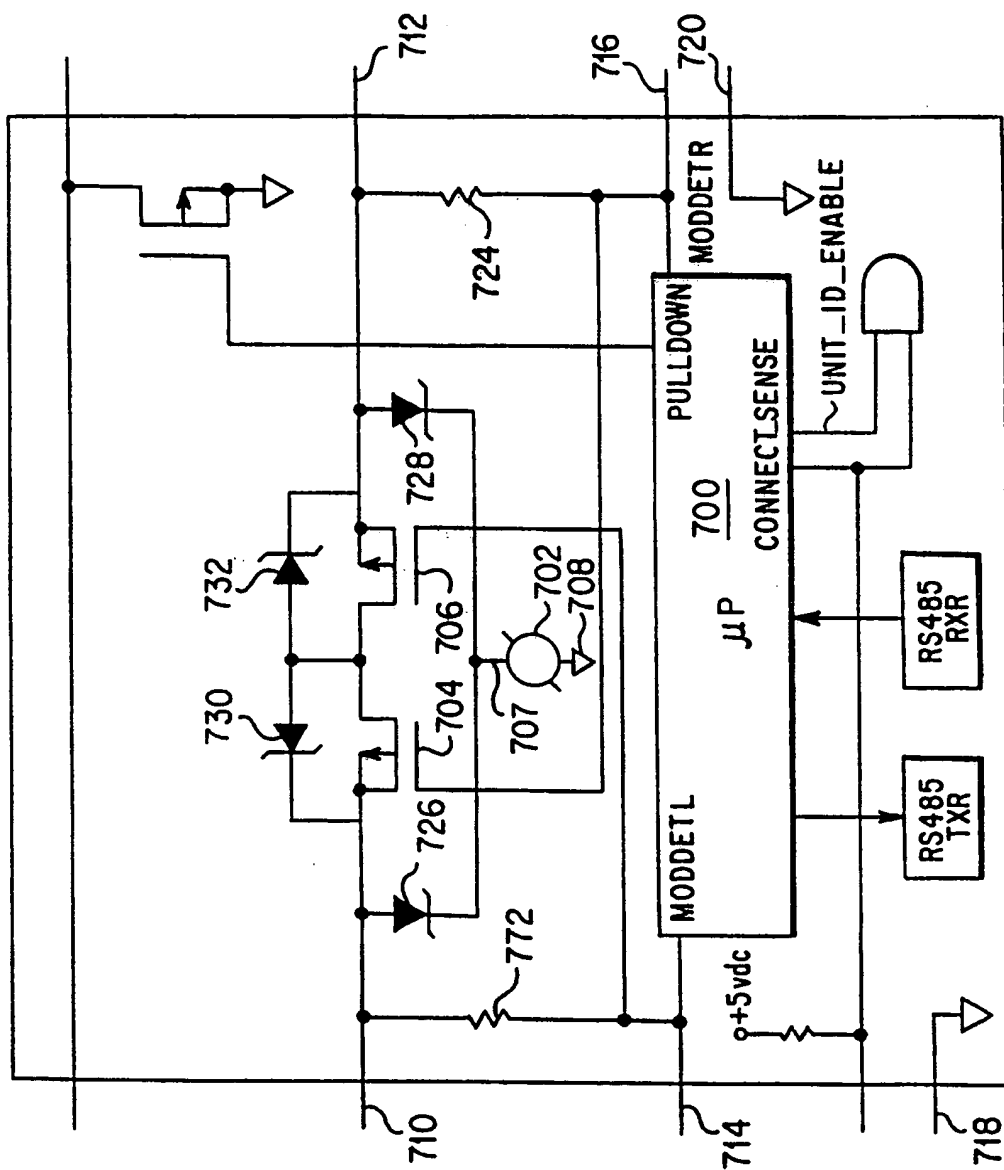 712
716
720
732
730
724
728
726
706
704
702
708
707
772
MODDETR
PULLDOWN
UNIT_ID_ENABLE
CONNECTSENSE
700
µP
MODDETL
+5vdc
RS485
RXR
RS485
TXR
710
714
718